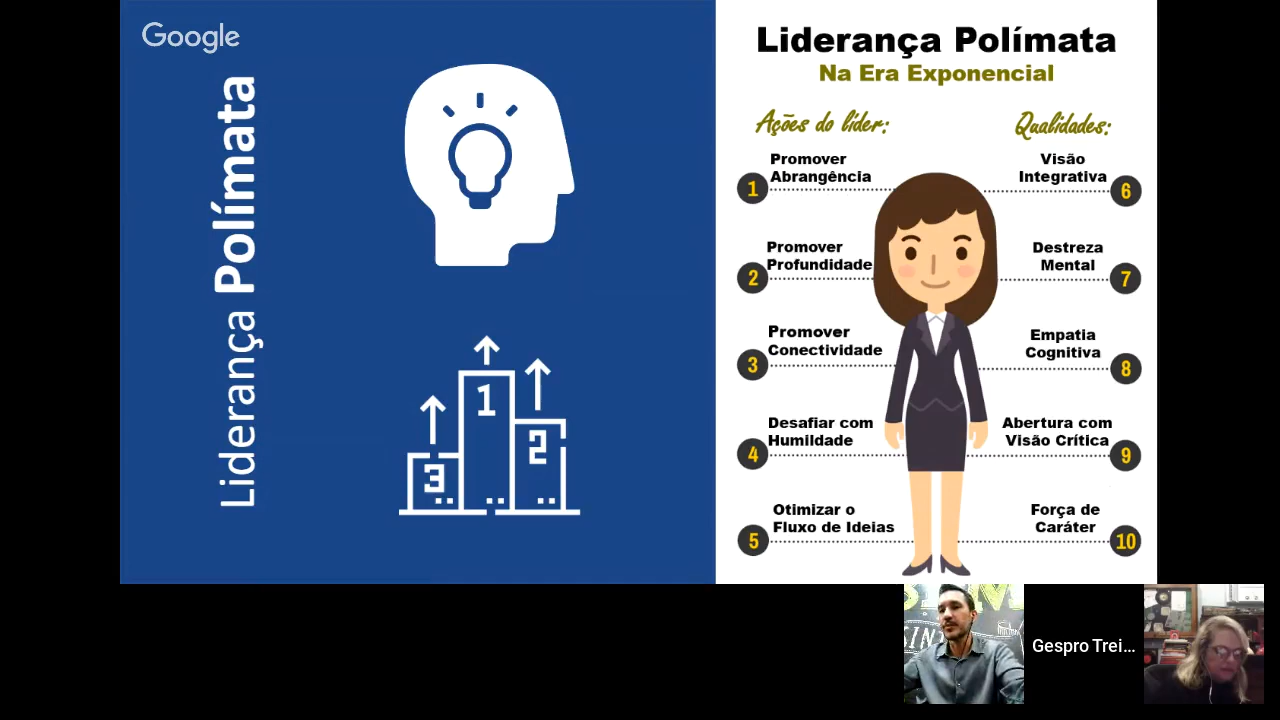 Google
Liderança Polímata
3
1
2
Liderança Polímata
Na Era Exponencial
Ações do líder:
1
Promover
Abrangência
2
Promover
Profundidade
3
Promover
Conectividade
4
Desafiar com
Humildade
5
Otimizar o
Fluxo de Ideias
Qualidades:
Visão
Integrativa
6
Destreza
Mental
7
Empatia
Cognitiva
8
Abertura com
Visão Crítica
9
Força de
Caráter
10
Gespro Trei...